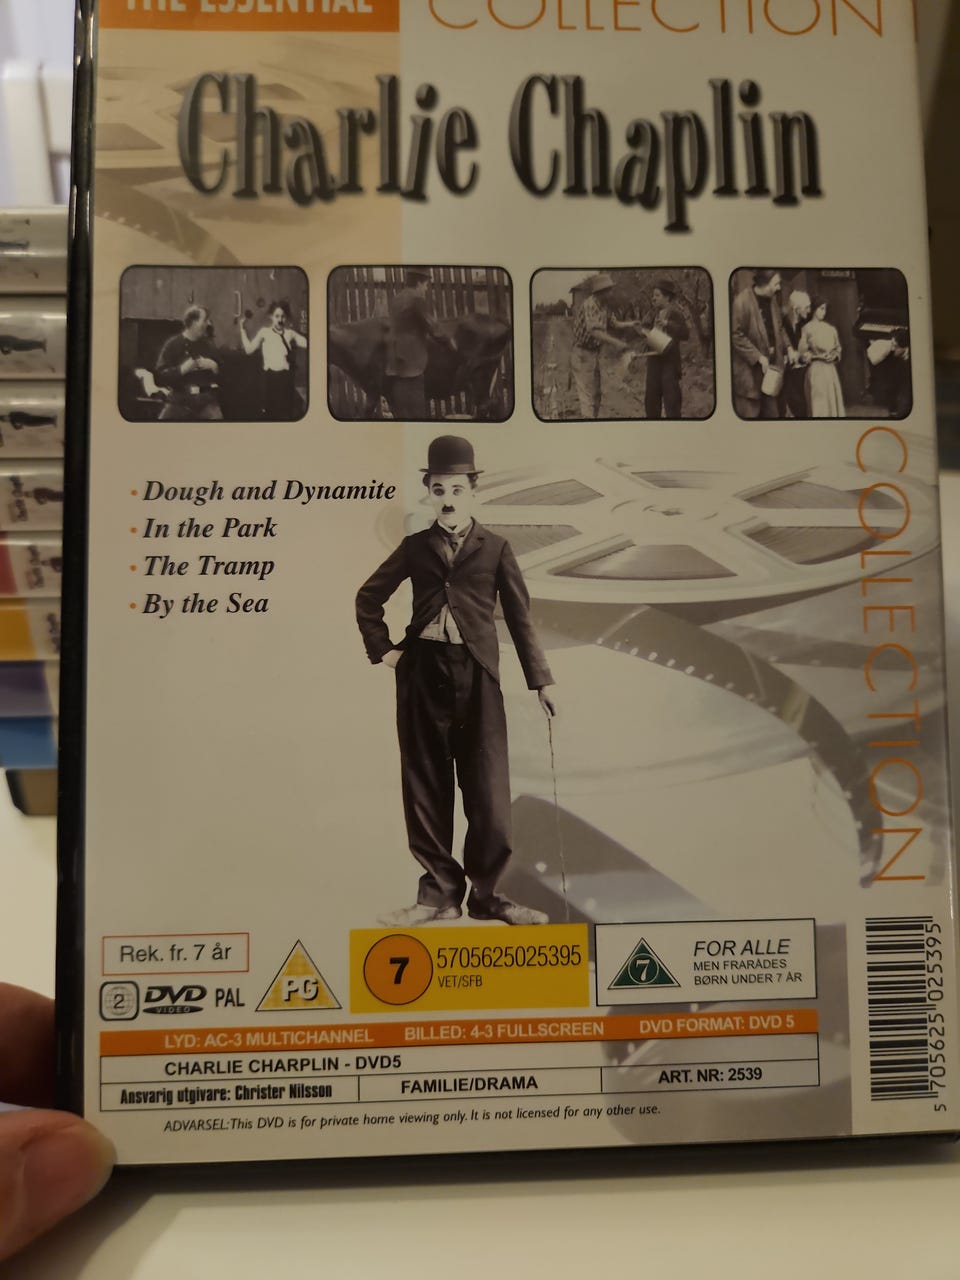 THE ESSENTIAL
COLLECTION
Charlie Chaplin
COLLECTION
· Dough and Dynamite
· In the Park
· The Tramp
· By the Sea
Rek. fr. 7 år
2
DVD
VIDEO
PAL
PG
7
5705625025395
VET/SFB
7
FOR ALLE
MEN FRARÅDES
BØRN UNDER 7 ÅR
LYD: AC-3 MULTICHANNEL BILLED: 4-3 FULLSCREEN DVD FORMAT: DVD 5
CHARLIE CHARPLIN - DVD5
Ansvarig utgivare: Christer Nilsson FAMILIE/DRAMA ART. NR: 2539
ADVARSEL:This DVD is for private home viewing only. It is not licensed for any other use.
5 705625 025395